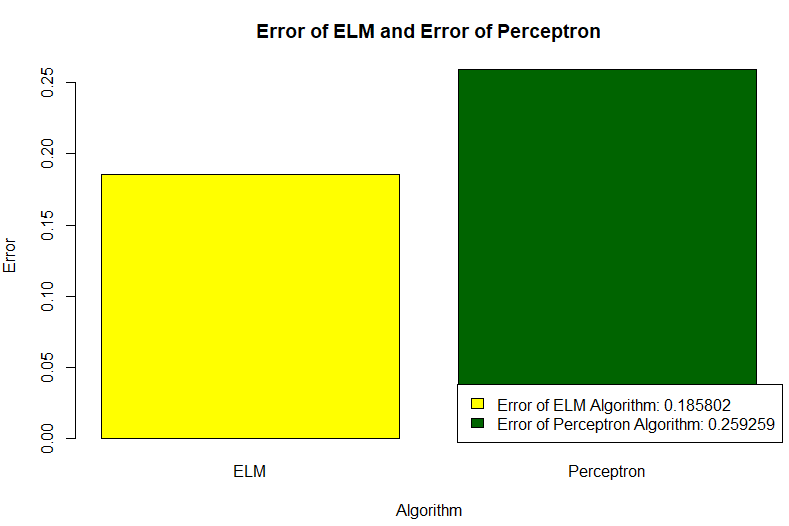 Error of ELM and Error of Perceptron
Error
0.25
0.20
0.15
0.10
0.05
0.00
Error of ELM Algorithm: 0.185802
Error of Perceptron Algorithm: 0.259259
ELM
Perceptron
Algorithm